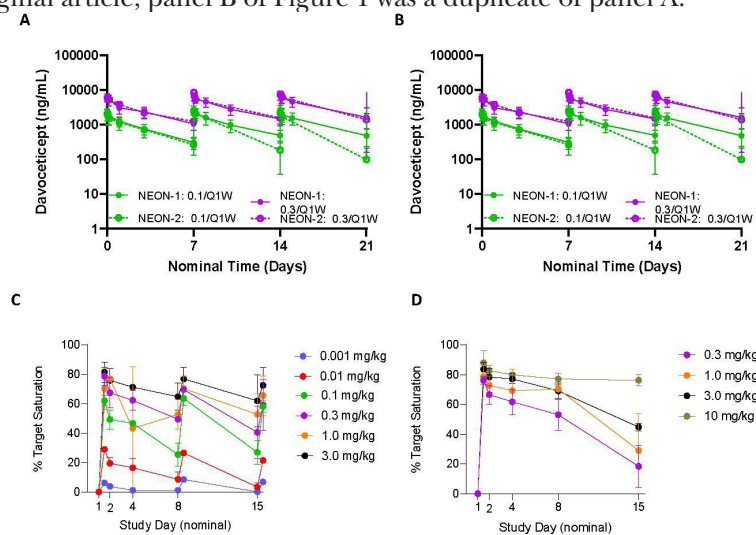 ginal article, panel B of Figure 1 was a duplicate of panel A.
A
B
Davoceticept (ng/mL)
100000
10000
1000
100
10
1
NEON-1: 0.1/Q1W
NEON-1: 0.3/Q1W
NEON-2: 0.1/Q1W
NEON-2: 0.3/Q1W
0
7
14
21
Nominal Time (Days)
Davoceticept (ng/mL)
100000
10000
1000
100
10
1
NEON-1: 0.1/Q1W
NEON-1: 0.3/Q1W
NEON-2: 0.1/Q1W
NEON-2: 0.3/Q1W
0
7
14
21
Nominal Time (Days)
C
D
% Target Saturation
100
80
60
40
20
0
1
2
4
8
15
Study Day (nominal)
0.001 mg/kg
0.01 mg/kg
0.1 mg/kg
0.3 mg/kg
1.0 mg/kg
3.0 mg/kg
% Target Saturation
100
80
60
40
20
0
1
2
4
8
15
Study Day (nominal)
0.3 mg/kg
1.0 mg/kg
3.0 mg/kg
10 mg/kg